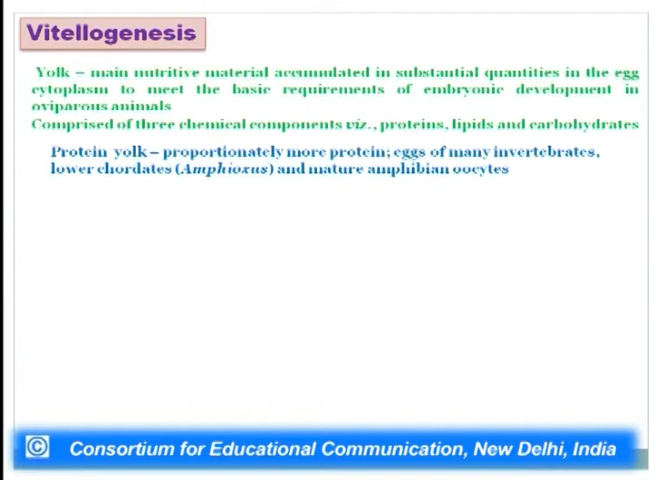 Vitellogenesis
Yolk – main nutritive material accumulated in substantial quantities in the egg
cytoplasm to meet the basic requirements of embryonic development in
oviparous animals
Comprised of three chemical components viz., proteins, lipids and carbohydrates
Protein yolk – proportionately more protein; eggs of many invertebrates,
lower chordates (Amphioxus) and mature amphibian oocytes
© Consortium for Educational Communication, New Delhi, India